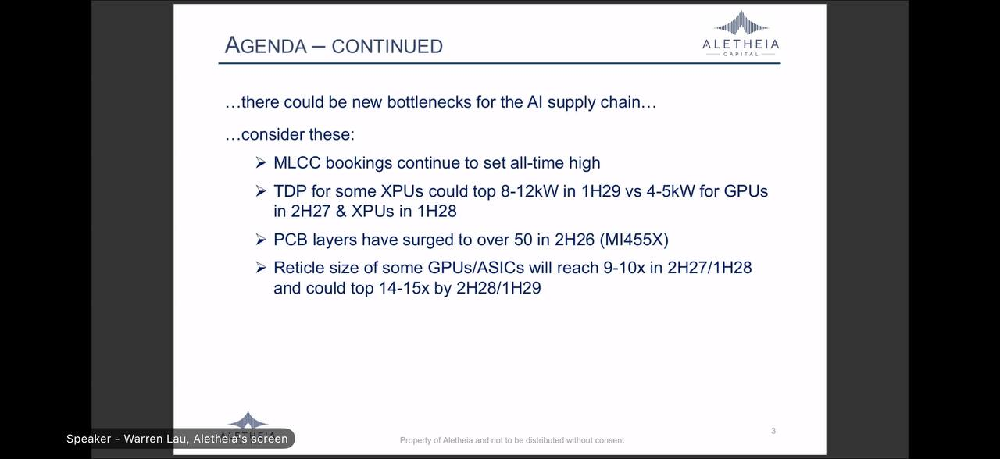 AGENDA – CONTINUED
ALETHEIA
CAPITAL
…there could be new bottlenecks for the AI supply chain…
…consider these:
➢ MLCC bookings continue to set all-time high
➢ TDP for some XPUs could top 8-12kW in 1H29 vs 4-5kW for GPUs
in 2H27 & XPUs in 1H28
➢ PCB layers have surged to over 50 in 2H26 (MI455X)
➢ Reticle size of some GPUs/ASICs will reach 9-10x in 2H27/1H28
and could top 14-15x by 2H28/1H29
3
Speaker - Warren Lau, Aletheia's screen
Property of Aletheia and not to be distributed without consent